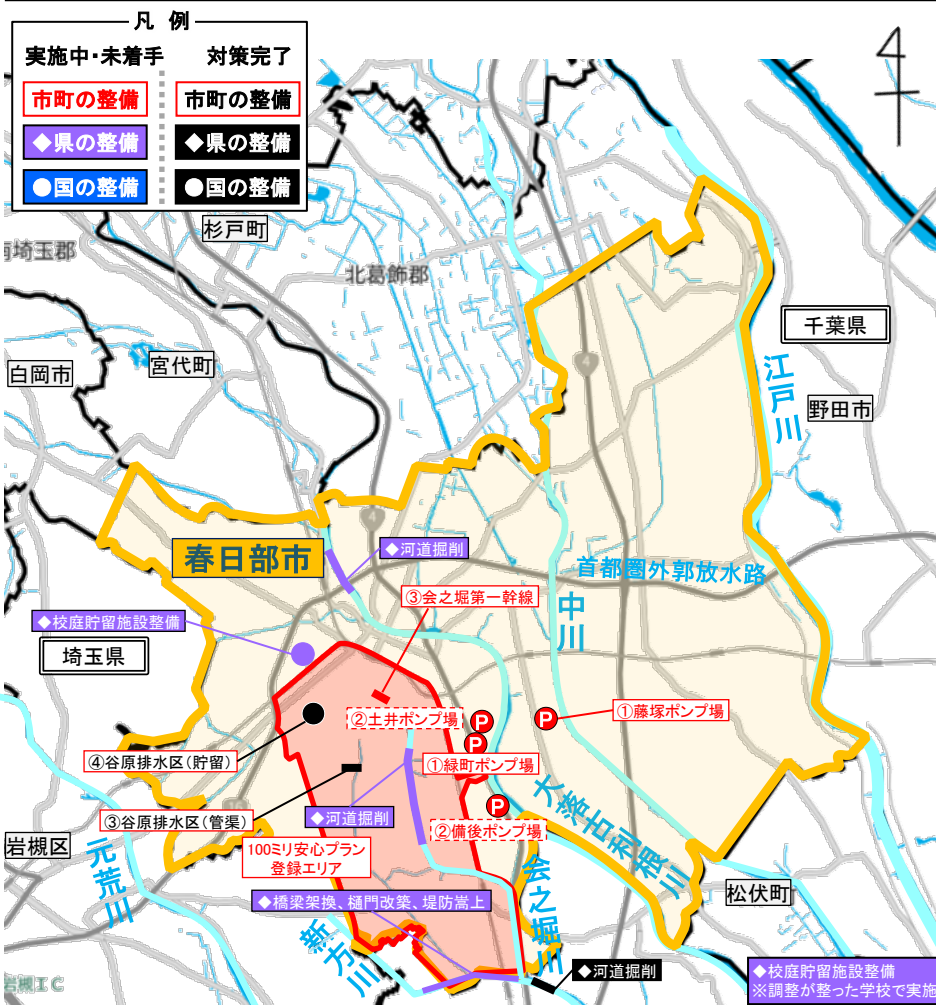 凡 例
実施中・未着手 対策完了
市町の整備 市町の整備
◆県の整備 ◆県の整備
●国の整備 ●国の整備
杉戸町
南埼玉郡
北葛飾郡
4
千葉県
白岡市
宮代町
江戸川
野田市
4
春日部市
◆河道掘削
首都圏外郭放水路
中川
③会之堀第一幹線
◆校庭貯留施設整備
埼玉県
②土井ポンプ場
P
P
P
①藤塚ポンプ場
④谷原排水区(貯留)
①緑町ポンプ場
③谷原排水区(管渠)
◆河道掘削
P
②備後ポンプ場
大落古利根川
岩槻区
元荒川
100ミリ安心プラン
登録エリア
会之堀川
松伏町
◆橋梁架換、樋門改築、堤防嵩上
新方川
◆河道掘削
岩槻IC
◆校庭貯留施設整備
※調整が整った学校で実施